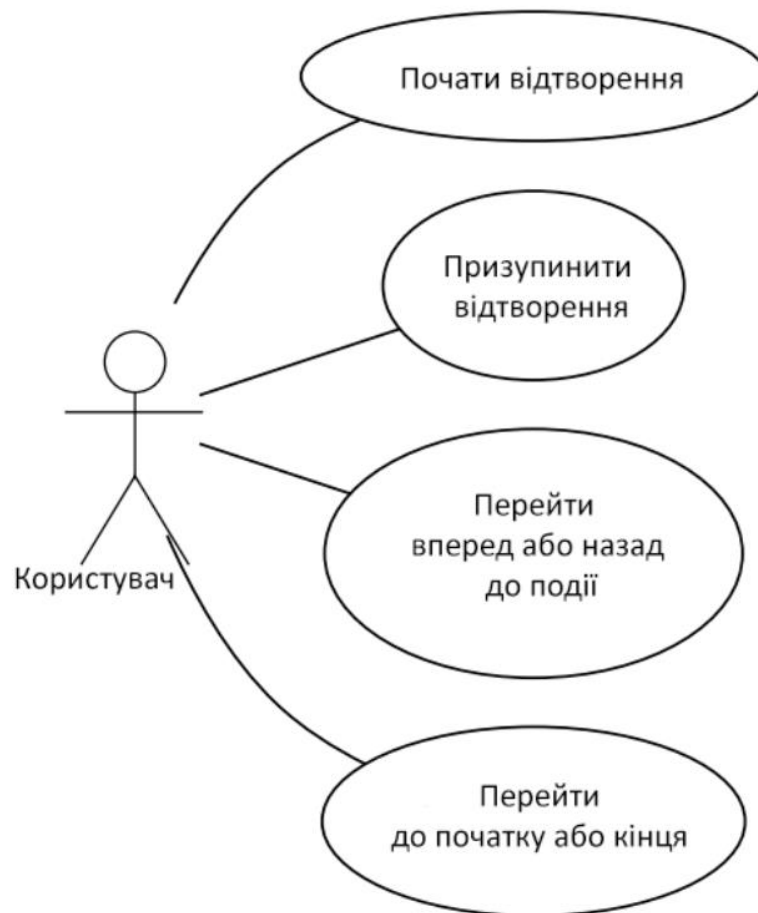 Почати відтворення
Призупинити
відтворення
Перейти
вперед або назад
до події
Користувач
Перейти
до початку або кінця